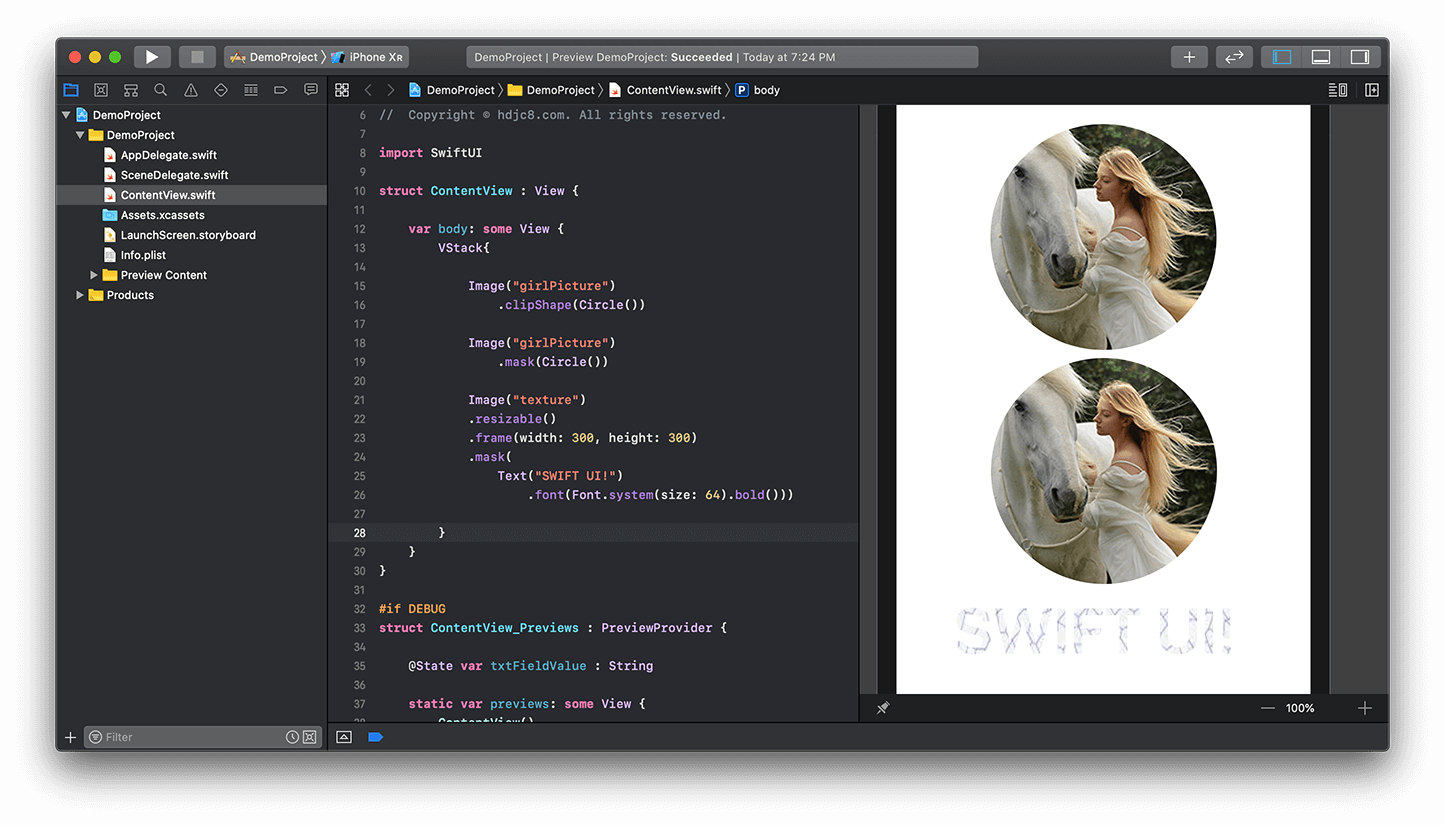 DemoProject
iPhone XR
DemoProject | Preview DemoProject: Succeeded | Today at 7:24 PM
DemoProject
DemoProject
ContentView.swift
P
body
DemoProject
DemoProject
AppDelegate.swift
SceneDelegate.swift
ContentView.swift
Assets.xcassets
LaunchScreen.storyboard
Info.plist
Preview Content
Products
6 // Copyright © hdjc8.com. All rights reserved.
7
8 import SwiftUI
9
10 struct ContentView : View {
11
12 var body: some View {
13 VStack{
14
15 Image("girlPicture")
16 .clipShape(Circle())
17
18 Image("girlPicture")
19 .mask(Circle())
20
21 Image("texture")
22 .resizable()
23 .frame(width: 300, height: 300)
24 .mask(
25 Text("SWIFT UI!")
26 .font(Font.system(size: 64).bold()))
27
28 }
29 }
30 }
31
32 #if DEBUG
33 struct ContentView_Previews : PreviewProvider {
34
35 @State var txtFieldValue : String
36
37 static var previews: some View {
38 ContentView()
SWIFT UI!
100%
Filter